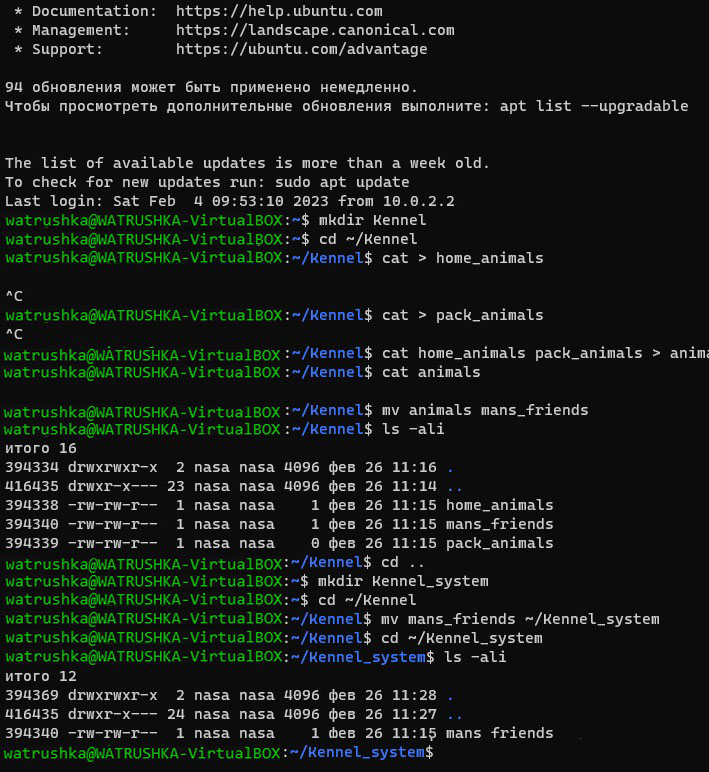 * Documentation:  https://help.ubuntu.com
* Management:     https://landscape.canonical.com
* Support:        https://ubuntu.com/advantage
94 обновления может быть применено немедленно.
Чтобы просмотреть дополнительные обновления выполните: apt list --upgradable
The list of available updates is more than a week old.
To check for new updates run: sudo apt update
Last login: Sat Feb  4 09:53:10 2023 from 10.0.2.2
watrushka@WATRUSHKA-VirtualBOX:~$ mkdir Kennel
watrushka@WATRUSHKA-VirtualBOX:~$ cd ~/Kennel
watrushka@WATRUSHKA-VirtualBOX:~/Kennel$ cat > home_animals
^C
watrushka@WATRUSHKA-VirtualBOX:~/Kennel$ cat > pack_animals
^C
watrushka@WATRUSHKA-VirtualBOX:~/Kennel$ cat home_animals pack_animals > anima
watrushka@WATRUSHKA-VirtualBOX:~/Kennel$ cat animals
watrushka@WATRUSHKA-VirtualBOX:~/Kennel$ mv animals mans_friends
watrushka@WATRUSHKA-VirtualBOX:~/Kennel$ ls -ali
итого 16
394334 drwxrwxr-x  2 nasa nasa 4096 фев 26 11:16 .
416435 drwxr-x--- 23 nasa nasa 4096 фев 26 11:14 ..
394338 -rw-rw-r--  1 nasa nasa    1 фев 26 11:15 home_animals
394340 -rw-rw-r--  1 nasa nasa    1 фев 26 11:15 mans_friends
394339 -rw-rw-r--  1 nasa nasa    0 фев 26 11:15 pack_animals
watrushka@WATRUSHKA-VirtualBOX:~/Kennel$ cd ..
watrushka@WATRUSHKA-VirtualBOX:~$ mkdir Kennel_system
watrushka@WATRUSHKA-VirtualBOX:~$ cd ~/Kennel
watrushka@WATRUSHKA-VirtualBOX:~/Kennel$ mv mans_friends ~/Kennel_system
watrushka@WATRUSHKA-VirtualBOX:~/Kennel$ cd ~/Kennel_system
watrushka@WATRUSHKA-VirtualBOX:~/Kennel_system$ ls -ali
итого 12
394369 drwxrwxr-x  2 nasa nasa 4096 фев 26 11:28 .
416435 drwxr-x--- 24 nasa nasa 4096 фев 26 11:27 ..
394340 -rw-rw-r--  1 nasa nasa    1 фев 26 11:15 mans friends
watrushka@WATRUSHKA-VirtualBOX:~/Kennel_system$